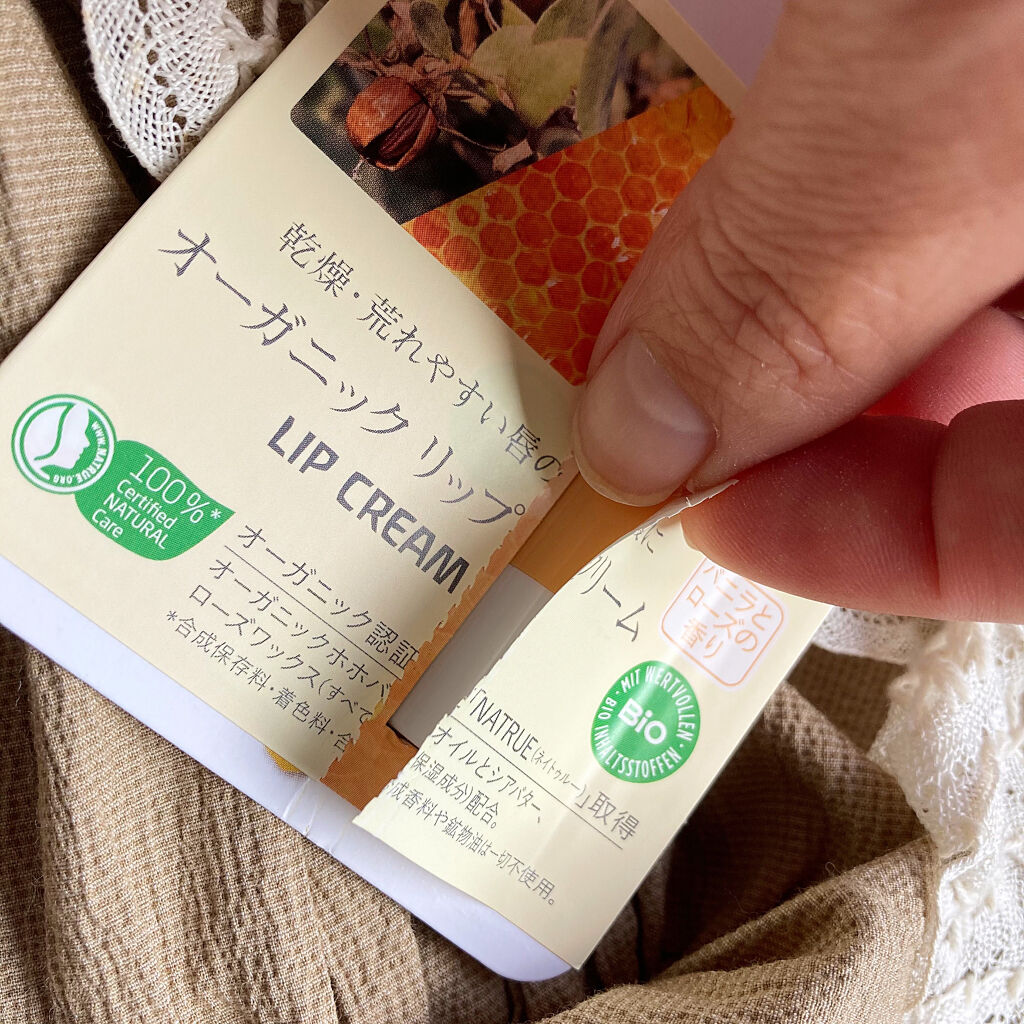 乾燥・荒れやすい唇の
に
オーガニック リップ
リーム
LIP CREAM
バニラと
ローズの
香り
WWW.NATRUE.ORG
100%*
Certified
NATURAL
Care
オーガニック認証
「NATRUE(ネイトゥルー)」取得
オーガニックホホバ
オイルとシアバター、
ローズワックス(すべて
保湿成分)配合。
*合成保存料・着色料・合
成香料や鉱物油は一切不使用。
・MIT WERTVOLLEN・
BiO
BIO INHALTSSTOFFEN